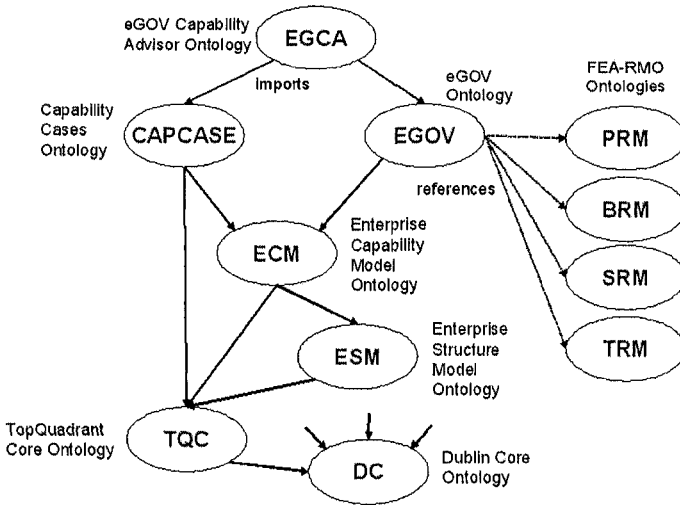 eGOV Capability
Advisor Ontology
EGCA
imports
eGOV
Ontology
FEA-RMO
Ontologies
Capability
Cases
Ontology
CAPCASE
EGOV
PRM
references
BRM
ECM
Enterprise
Capability
Model
Ontology
SRM
ESM
Enterprise
Structure
Model
Ontology
TRM
TopQuadrant
Core Ontology
TQC
DC
Dublin Core
Ontology